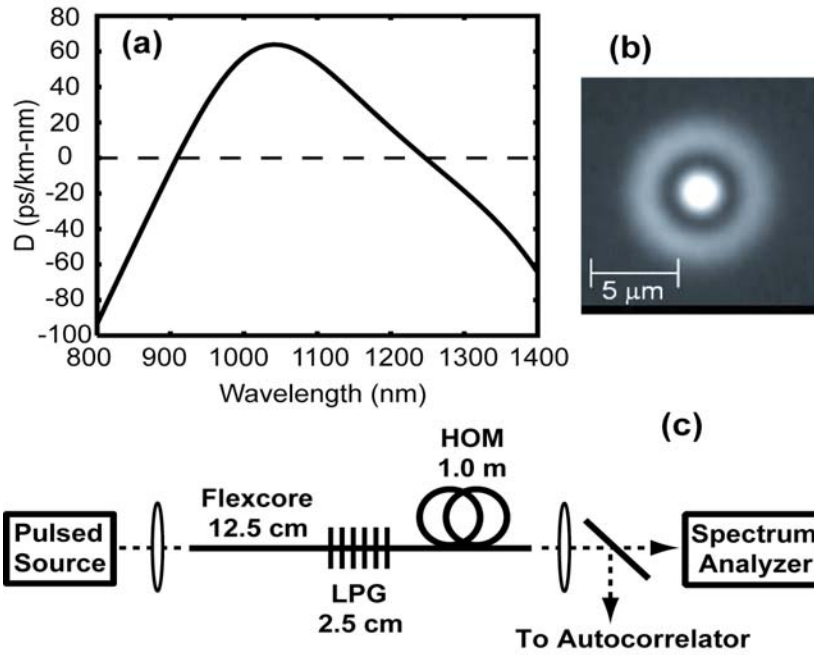 (a)
80
60
40
20
0
-20
-40
-60
-80
-100
D (ps/km-nm)
800 900 1000 1100 1200 1300 1400
Wavelength (nm)
(b)
5 μm
(c)
HOM
1.0 m
Flexcore
12.5 cm
Pulsed
Source
LPG
2.5 cm
Spectrum
Analyzer
To Autocorrelator